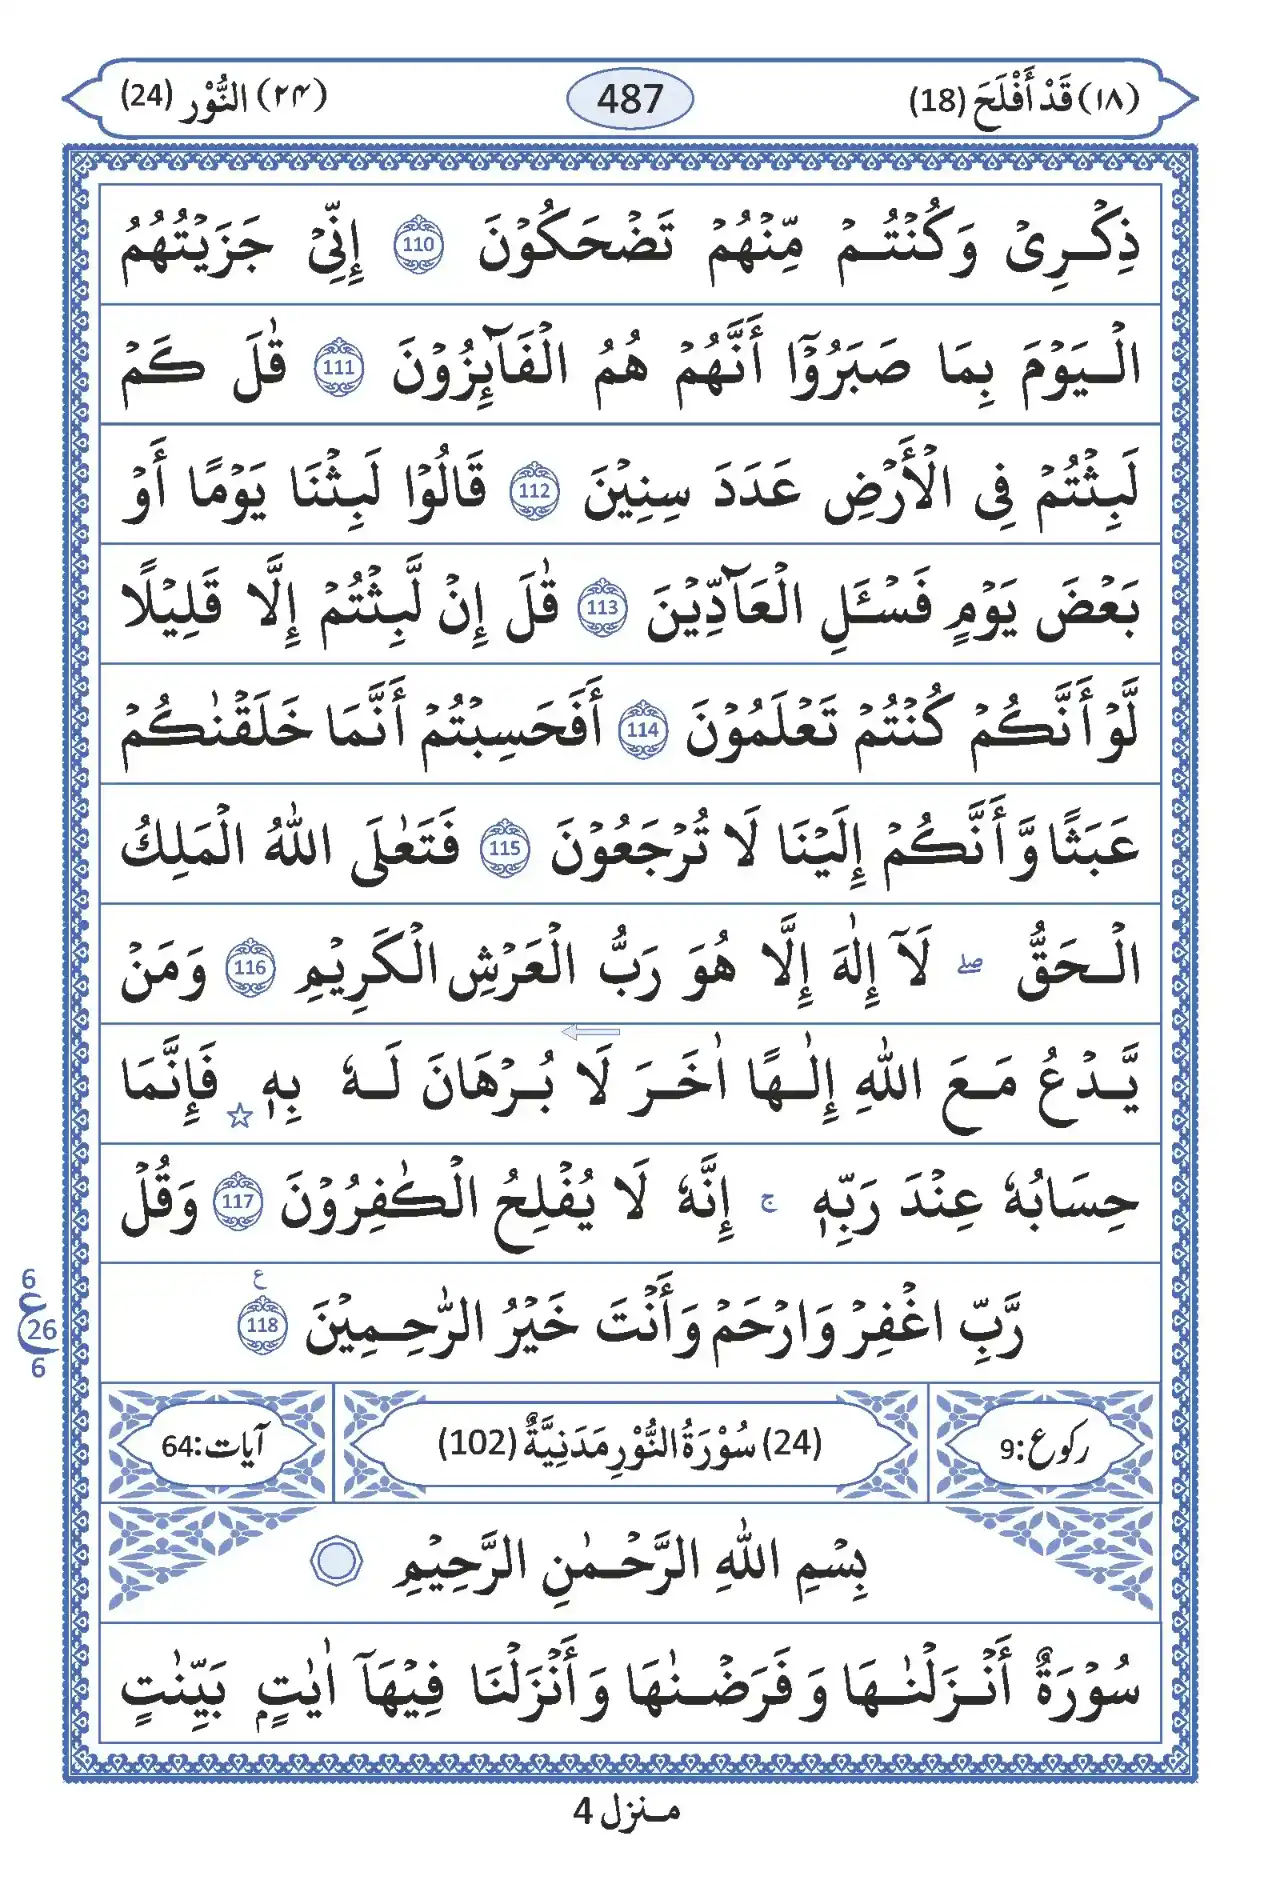 (١٨) قَدْ أَفْلَحَ (18) 487 (٢٤) النُّوْر (24)
ذِكْرِیْ وَكُنْتُمْ مِّنْهُمْ تَضْحَكُوْنَ 110 إِنِّیْ جَزَیْتُهُمُ
الْیَوْمَ بِمَا صَبَرُوْٓا أَنَّهُمْ هُمُ الْفَآئِزُوْنَ 111 قٰلَ كَمْ
لَبِثْتُمْ فِی الْأَرْضِ عَدَدَ سِنِیْنَ 112 قَالُوْا لَبِثْنَا یَوْمًا أَوْ
بَعْضَ یَوْمٍ فَسْـَٔلِ الْعَآدِّیْنَ 113 قٰلَ إِنْ لَّبِثْتُمْ إِلَّا قَلِیْلًا
لَّوْ أَنَّكُمْ كُنْتُمْ تَعْلَمُوْنَ 114 أَفَحَسِبْتُمْ أَنَّمَا خَلَقْنٰكُمْ
عَبَثًا وَّأَنَّكُمْ إِلَیْنَا لَا تُرْجَعُوْنَ 115 فَتَعٰلَی اللّٰهُ الْمَلِكُ
الْحَقُّ ۖ لَآ إِلٰهَ إِلَّا هُوَ رَبُّ الْعَرْشِ الْكَرِیْمِ 116 وَمَنْ
یَّدْعُ مَعَ اللّٰهِ إِلٰهًا اٰخَرَ لَا بُرْهَانَ لَهٗ بِهٖ ☆ فَإِنَّمَا
حِسَابُهٗ عِنْدَ رَبِّهٖ ۚ إِنَّهٗ لَا یُفْلِحُ الْكٰفِرُوْنَ 117 وَقُلْ
رَّبِّ اغْفِرْ وَارْحَمْ وَأَنْتَ خَیْرُ الرّٰحِمِیْنَ 118 ع
6
ع 26
6
رکوع:9 (24) سُوْرَةُ النُّوْرِ مَدَنِیَّةٌ (102) آیات:64
بِسْمِ اللّٰهِ الرَّحْمٰنِ الرَّحِیْمِ
سُوْرَةٌ أَنْزَلْنٰهَا وَفَرَضْنٰهَا وَأَنْزَلْنَا فِیْهَآ اٰیٰتٍۭ بَیِّنٰتٍ
منزل 4